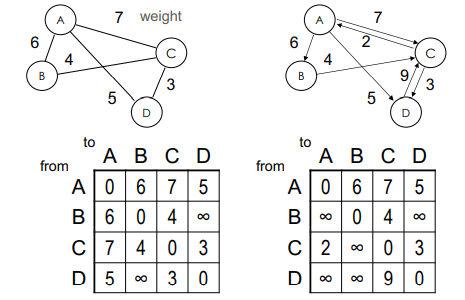 A 7 weight
6 4 C
B
5 3
D
A 7
6 2 C
B 4
9 3
5
D
to
from A B C D
A 0 6 7 5
B 6 0 4 ∞
C 7 4 0 3
D 5 ∞ 3 0
to
from A B C D
A 0 6 7 5
B ∞ 0 4 ∞
C 2 ∞ 0 3
D ∞ ∞ 9 0